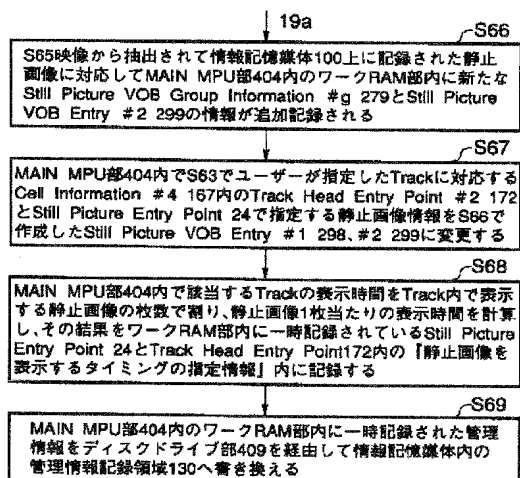 19a
S66
S65映像から抽出されて情報記憶媒体100上に記録された静止
画像に対応してMAIN MPU部404内のワークRAM部内に新たな
Still Picture VOB Group Information #g 279とStill Picture
VOB Entry #2 299の情報が追加記録される
S67
MAIN MPU部404内でS63でユーザーが指定したTrackに対応する
Cell Information #4 167内のTrack Head Entry Point #2 172
とStill Picture Entry Point 24で指定する静止画像情報をS66で
作成したStill Picture VOB Entry #1 298、#2 299に変更する
S68
MAIN MPU部404内で該当するTrackの表示時間をTrack内で表示
する静止画像の枚数で割り、静止画像1枚当たりの表示時間を計算
し、その結果をワークRAM部内に一時記録されているStill Picture
Entry Point 24とTrack Head Entry Point172内の『静止画像を
表示するタイミングの指定情報』内に記録する
S69
MAIN MPU部404内のワークRAM部内に一時記録された管理
情報をディスクドライブ部409を経由して情報記憶媒体内の
管理情報記録領域130へ書き換える